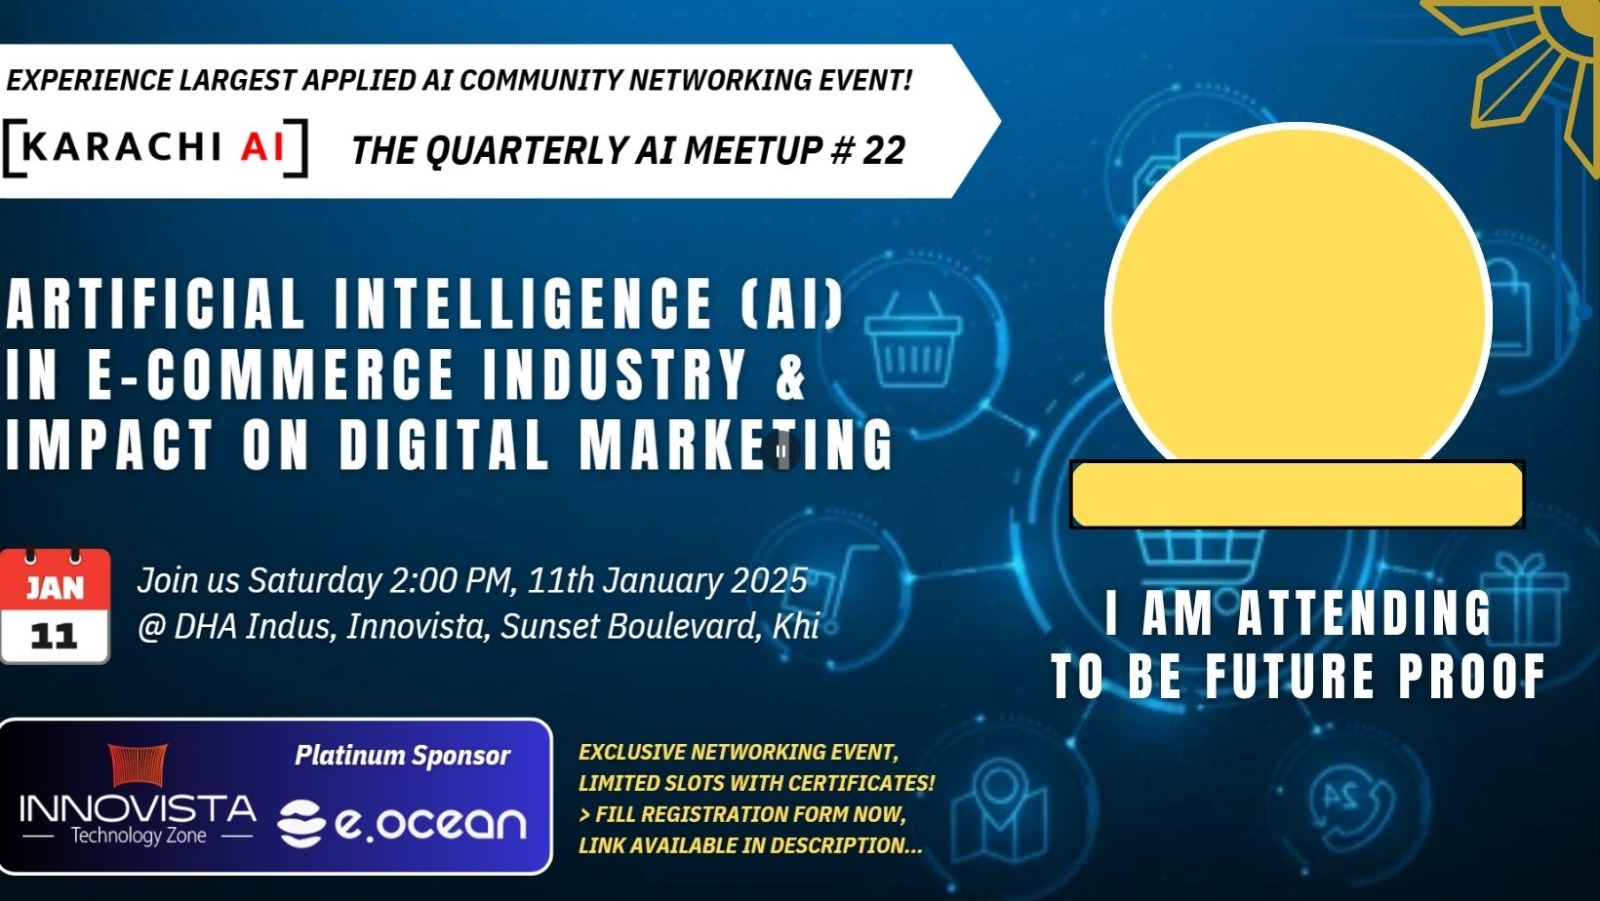 EXPERIENCE LARGEST APPLIED AI COMMUNITY NETWORKING EVENT!
[KARACHI AI]
THE QUARTERLY AI MEETUP # 22
ARTIFICIAL INTELLIGENCE (AI)
IN E-COMMERCE INDUSTRY &
IMPACT ON DIGITAL MARKETING
JAN
11
Join us Saturday 2:00 PM, 11th January 2025
@ DHA Indus, Innovista, Sunset Boulevard, Khi
I AM ATTENDING
TO BE FUTURE PROOF
Platinum Sponsor
INNOVISTA
Technology Zone
e.ocean
EXCLUSIVE NETWORKING EVENT,
LIMITED SLOTS WITH CERTIFICATES!
> FILL REGISTRATION FORM NOW,
LINK AVAILABLE IN DESCRIPTION...
24